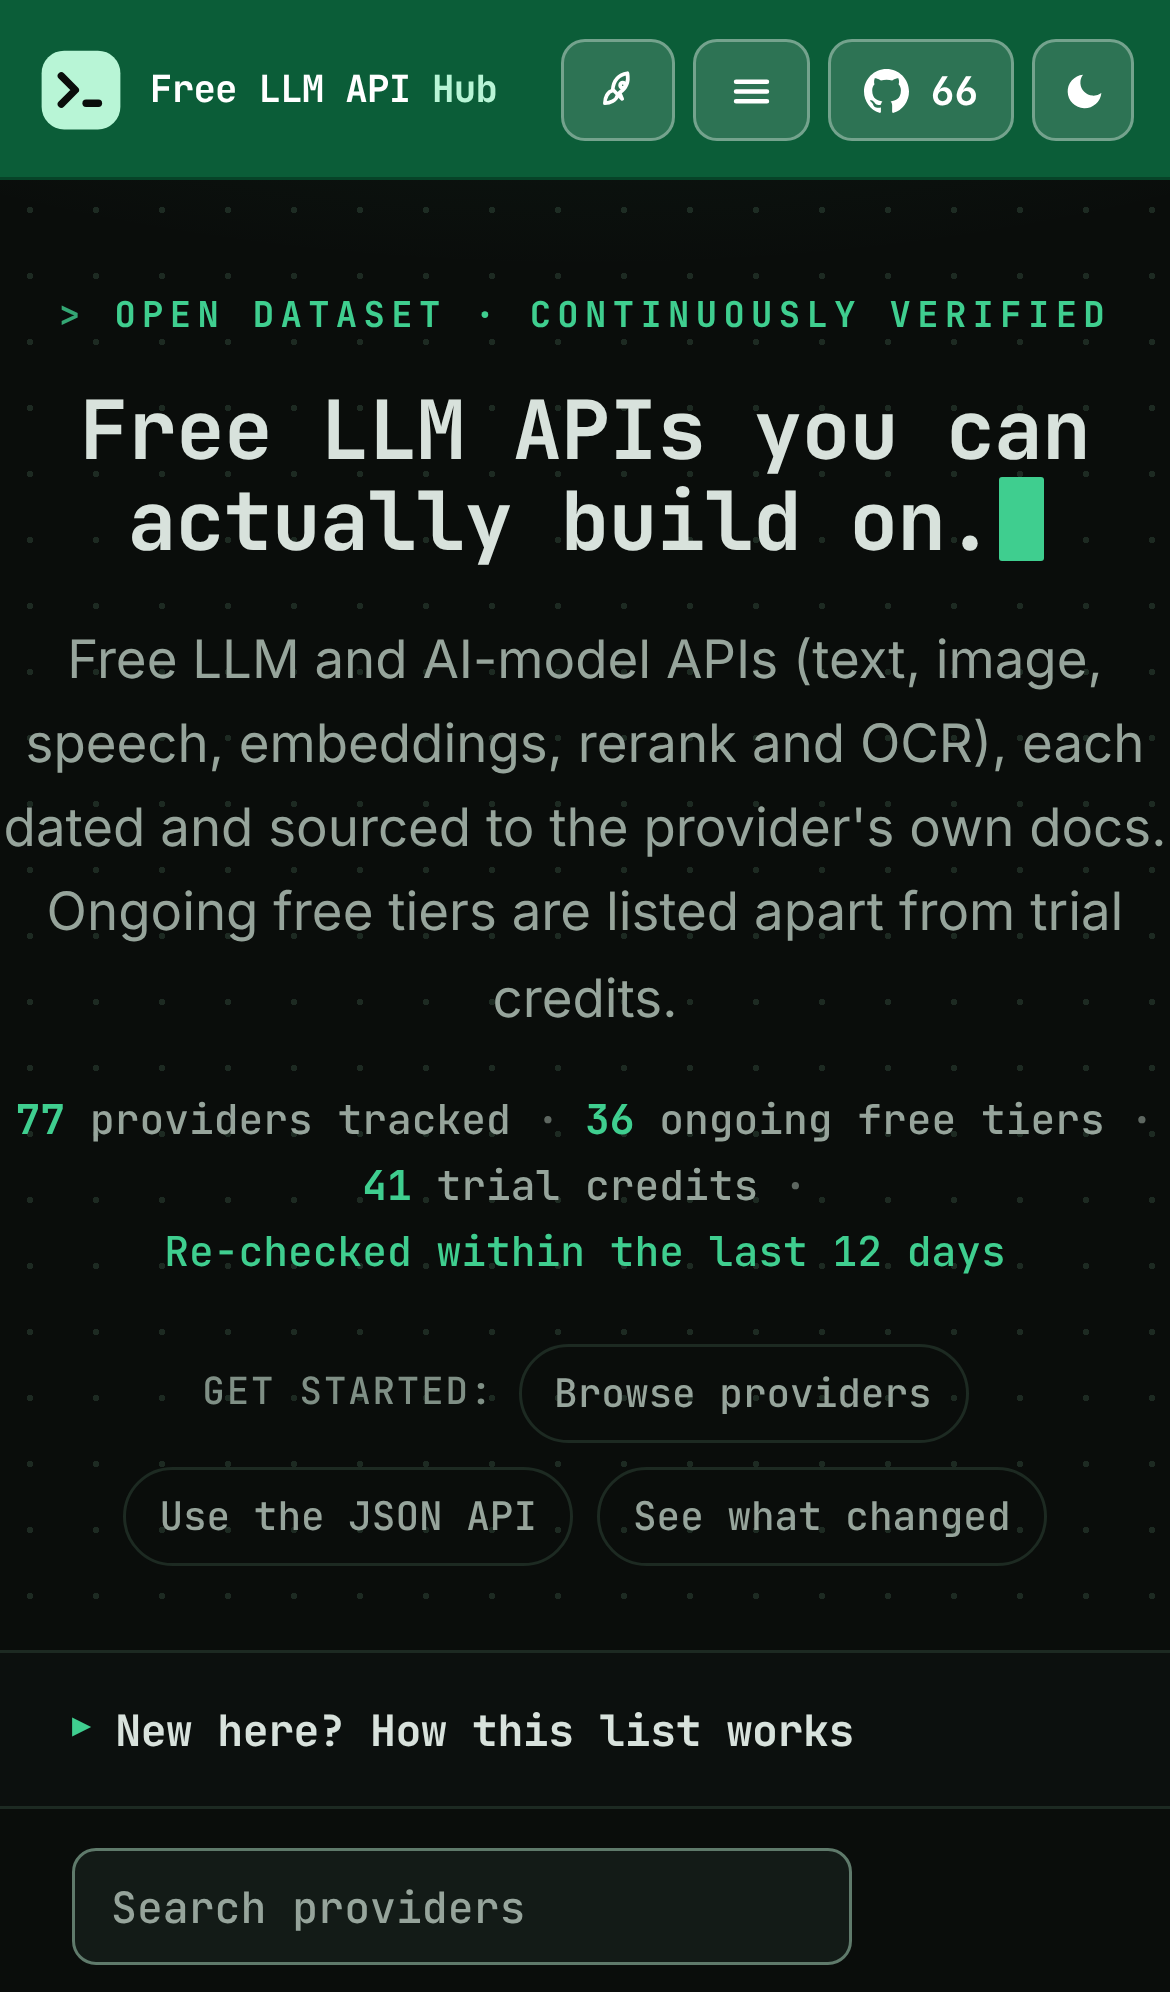 Free LLM API Hub
66
> OPEN DATASET · CONTINUOUSLY VERIFIED
Free LLM APIs you can
actually build on.
Free LLM and AI-model APIs (text, image,
speech, embeddings, rerank and OCR), each
dated and sourced to the provider's own docs.
Ongoing free tiers are listed apart from trial
credits.
77 providers tracked · 36 ongoing free tiers ·
41 trial credits ·
Re-checked within the last 12 days
GET STARTED: Browse providers
Use the JSON API See what changed
New here? How this list works
Search providers